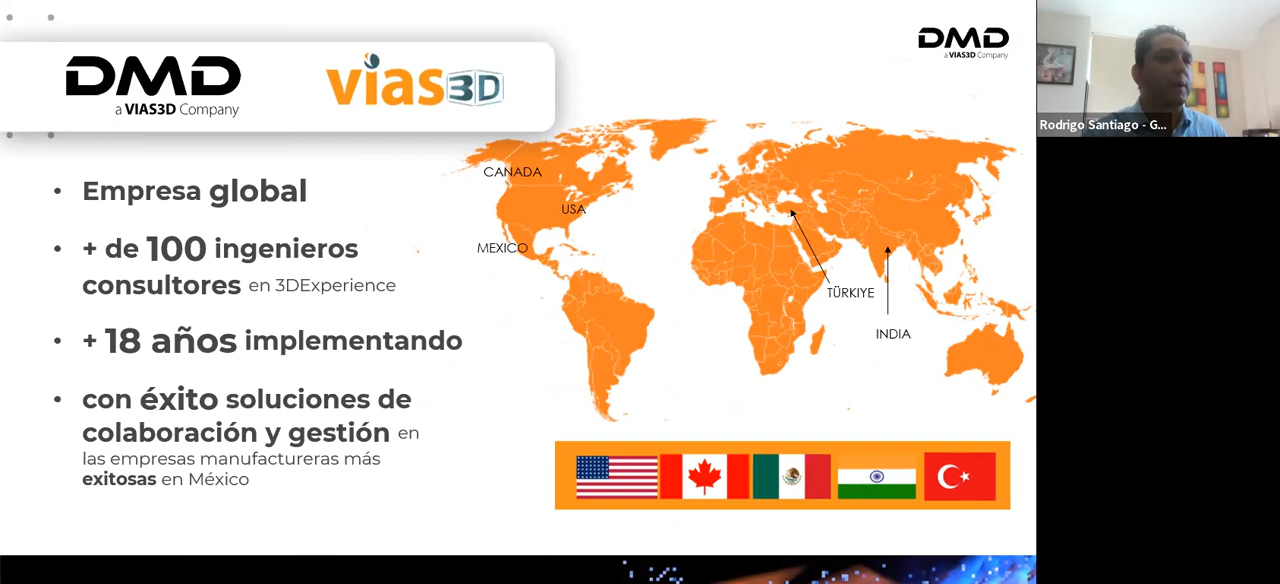 DMD
a VIAS3D Company
vias3D
DMD
a VIAS3D Company
Rodrigo Santiago - G...
• Empresa global
• + de 100 ingenieros
consultores en 3DExperience
• + 18 años implementando
• con éxito soluciones de
colaboración y gestión en
las empresas manufactureras más
exitosas en México
CANADA
USA
MEXICO
TÜRKIYE
INDIA